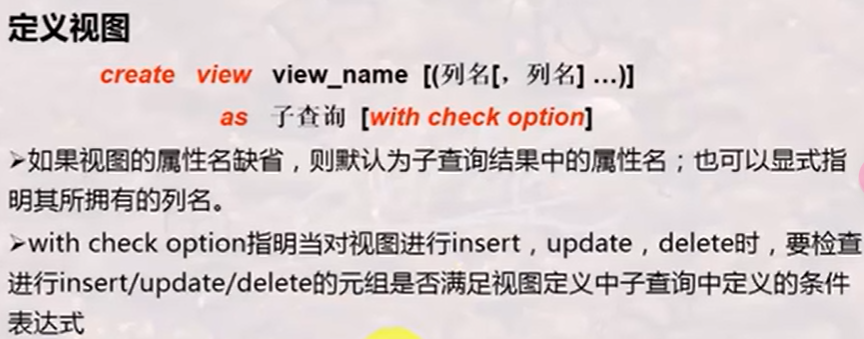 定义视图
create view view_name [(列名[，列名] …)]
as 子查询 [with check option]
➢如果视图的属性名缺省，则默认为子查询结果中的属性名；也可以显式指
明其所拥有的列名。
➢with check option指明当对视图进行insert，update，delete时，要检查
进行insert/update/delete的元组是否满足视图定义中子查询中定义的条件
表达式